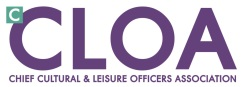 C
CLOA
CHIEF CULTURAL & LEISURE OFFICERS ASSOCIATION